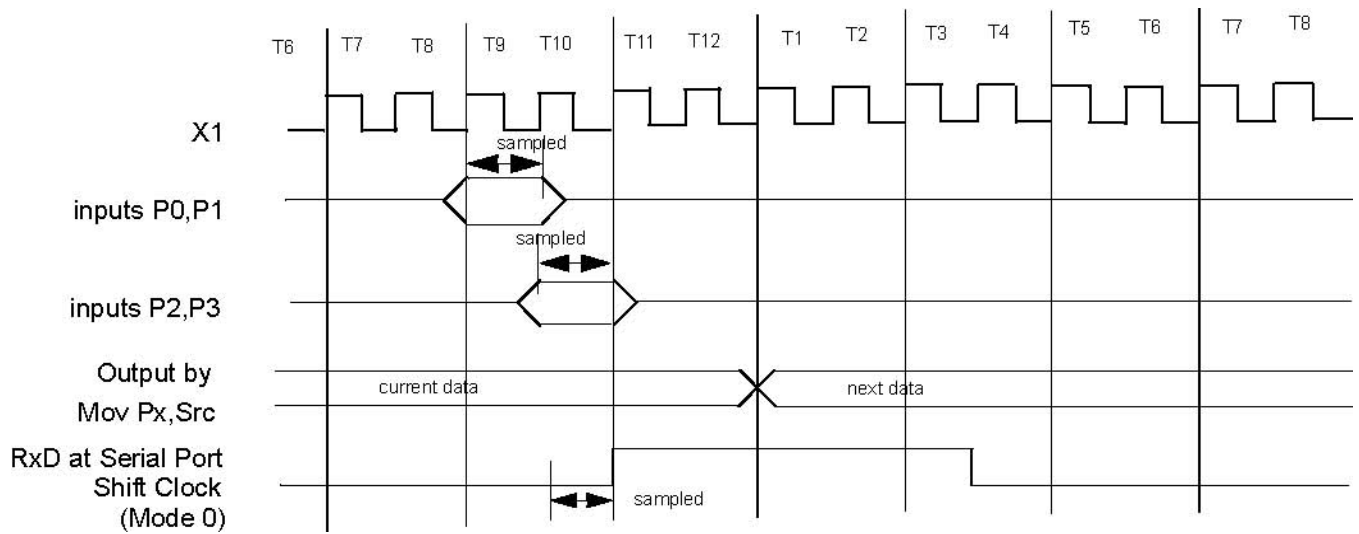 T6 T7 T8 T9 T10 T11 T12 T1 T2 T3 T4 T5 T6 T7 T8
X1
sampled
inputs P0,P1
sampled
inputs P2,P3
Output by
current data
next data
Mov Px,Src
RxD at Serial Port
Shift Clock
sampled
(Mode 0)